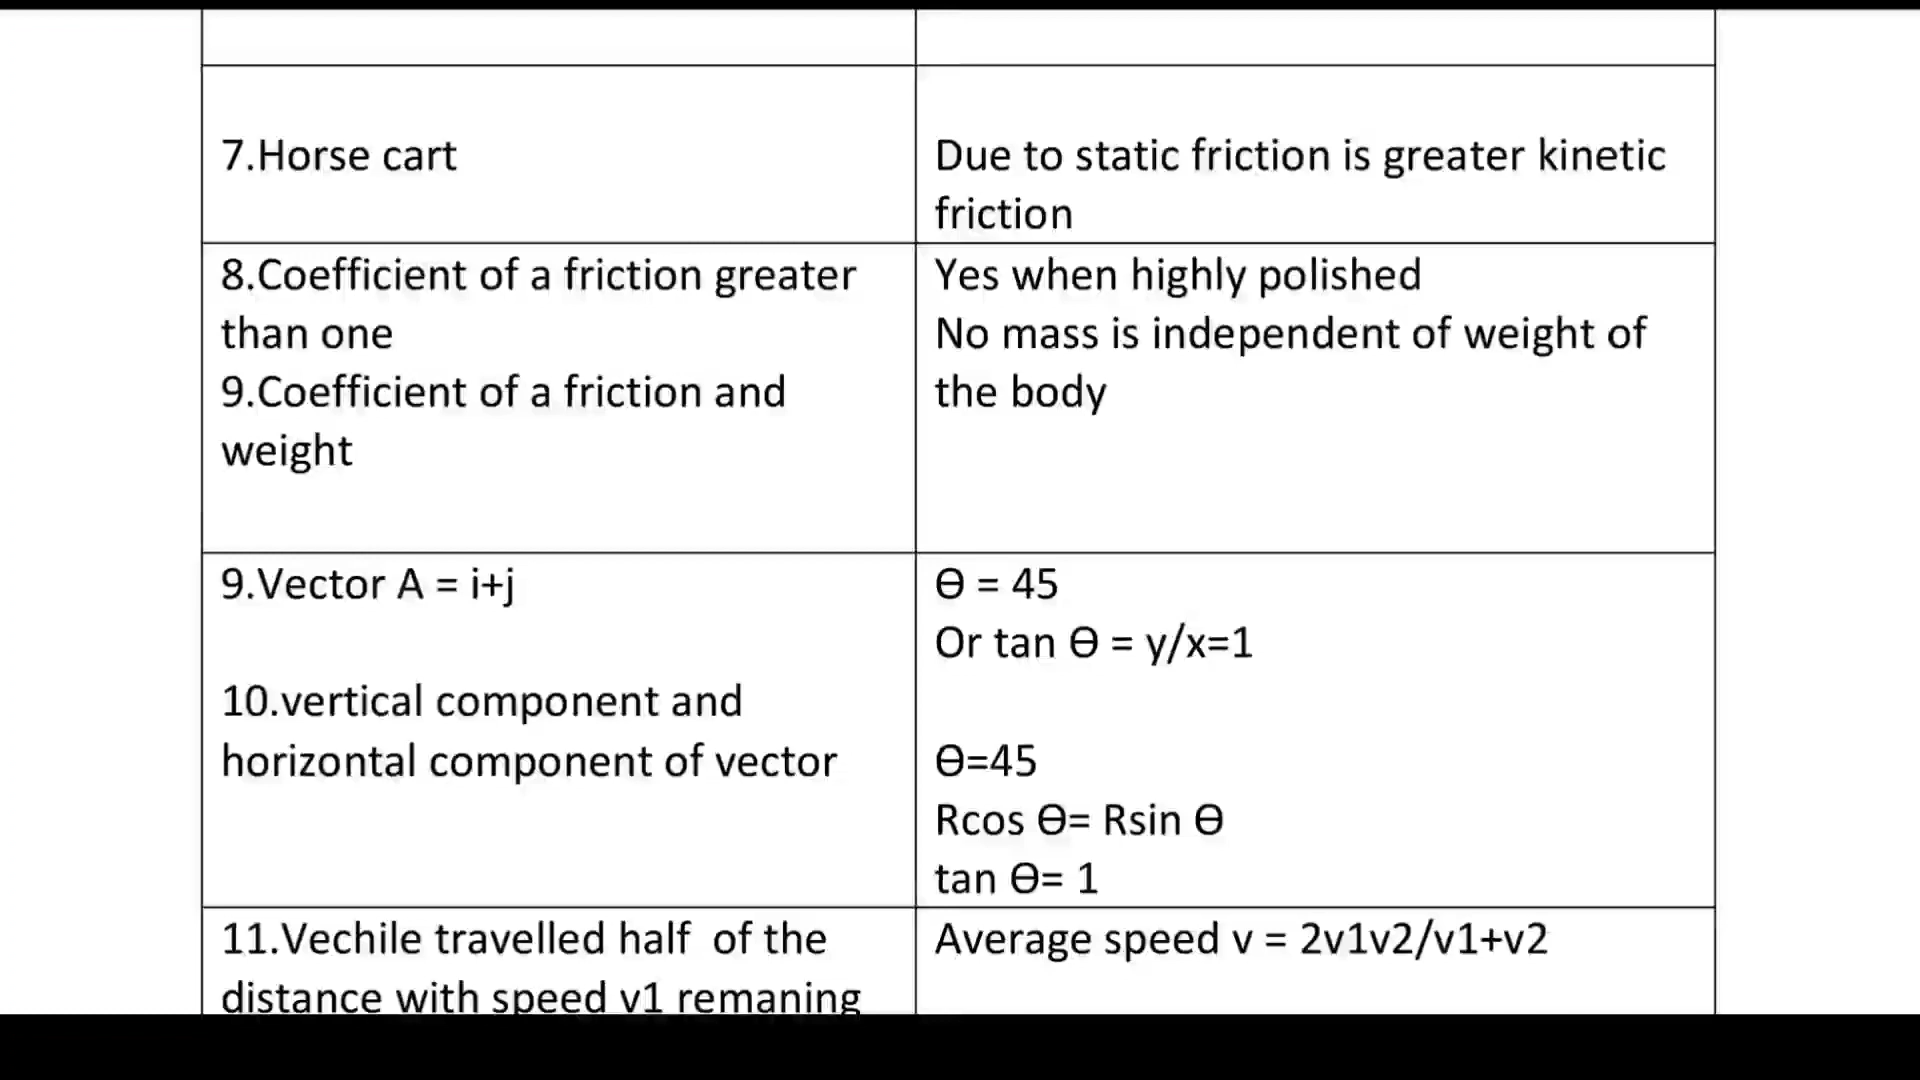 7.Horse cart
Due to static friction is greater kinetic
friction
8.Coefficient of a friction greater
than one
9.Coefficient of a friction and
weight
Yes when highly polished
No mass is independent of weight of
the body
9.Vector A = i+j
10.vertical component and
horizontal component of vector
Ɵ = 45
Or tan Ɵ = y/x=1
Ɵ=45
Rcos Ɵ= Rsin Ɵ
tan Ɵ= 1
11.Vechile travelled half  of the
distance with speed v1 remaning
Average speed v = 2v1v2/v1+v2